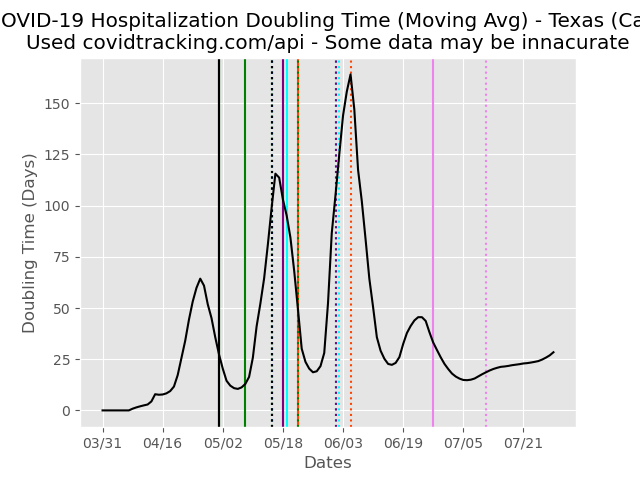 OVID-19 Hospitalization Doubling Time (Moving Avg) - Texas (Ca
Used covidtracking.com/api - Some data may be innacurate
150
125
100
75
50
25
0
Doubling Time (Days)
03/31 04/16 05/02 05/18 06/03 06/19 07/05 07/21
Dates